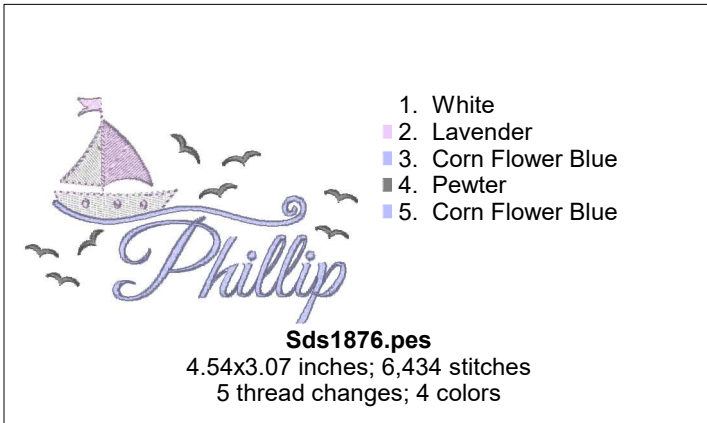 1. White
2. Lavender
3. Corn Flower Blue
4. Pewter
5. Corn Flower Blue
Phillip
Sds1876.pes
4.54x3.07 inches; 6,434 stitches
5 thread changes; 4 colors